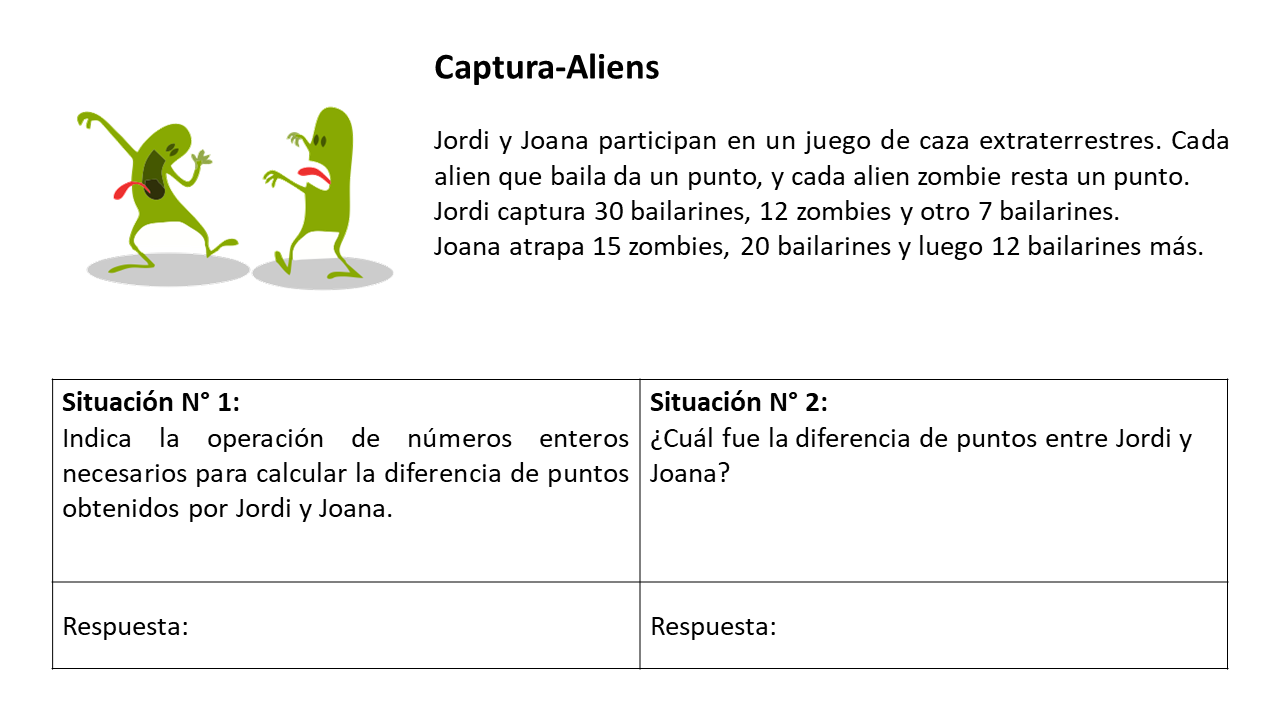 Captura-Aliens
Jordi y Joana participan en un juego de caza extraterrestres. Cada
alien que baila da un punto, y cada alien zombie resta un punto.
Jordi captura 30 bailarines, 12 zombies y otro 7 bailarines.
Joana atrapa 15 zombies, 20 bailarines y luego 12 bailarines más.
Situación N° 1:
Indica la operación de números enteros
necesarios para calcular la diferencia de puntos
obtenidos por Jordi y Joana.
Situación N° 2:
¿Cuál fue la diferencia de puntos entre Jordi y
Joana?
Respuesta:
Respuesta: